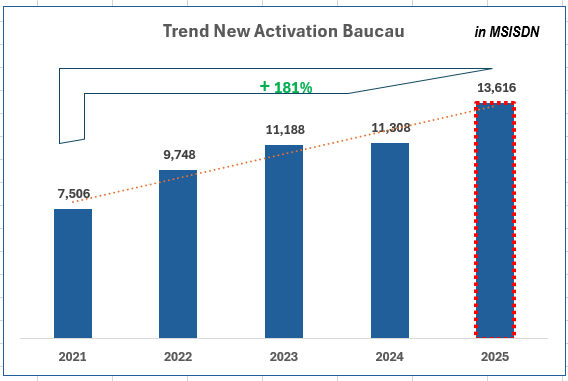 Trend New Activation Baucau
in MSISDN
+ 181%
13,616
11,308
11,188
9,748
7,506
2021 2022 2023 2024 2025